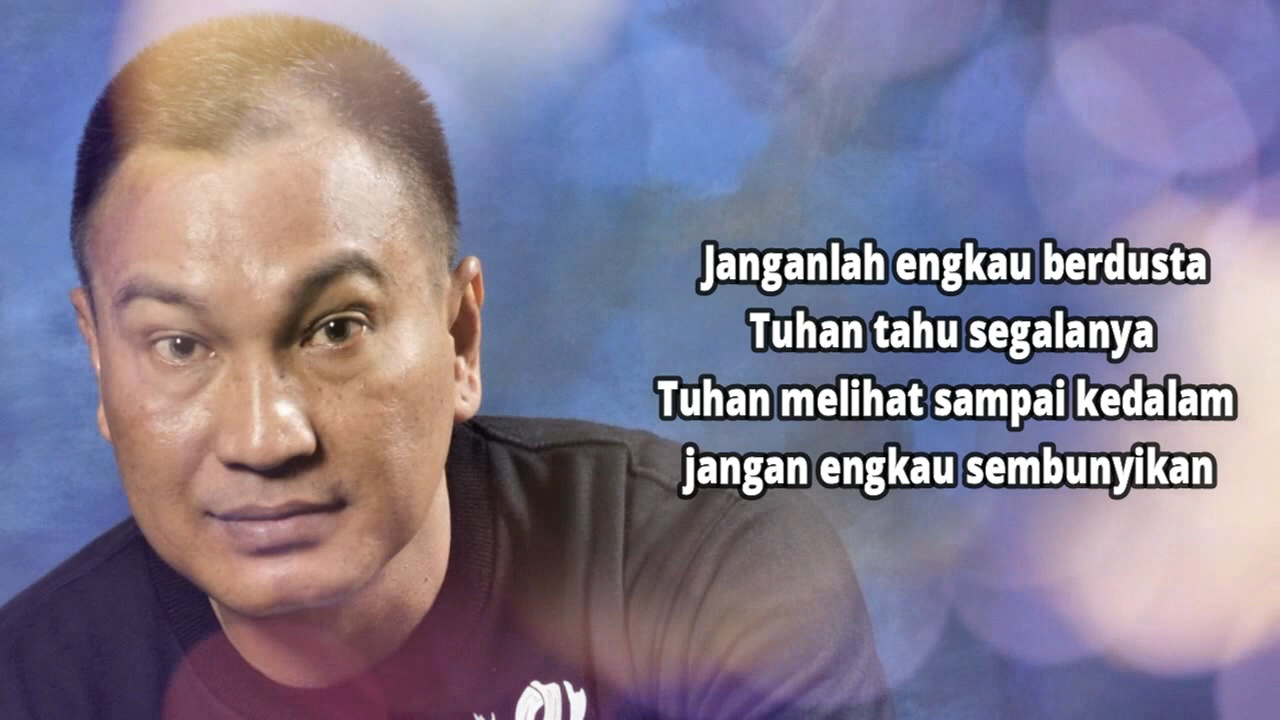 Janganlah engkau berdusta
Tuhan tahu segalanya
Tuhan melihat sampai kedalam
jangan engkau sembunyikan